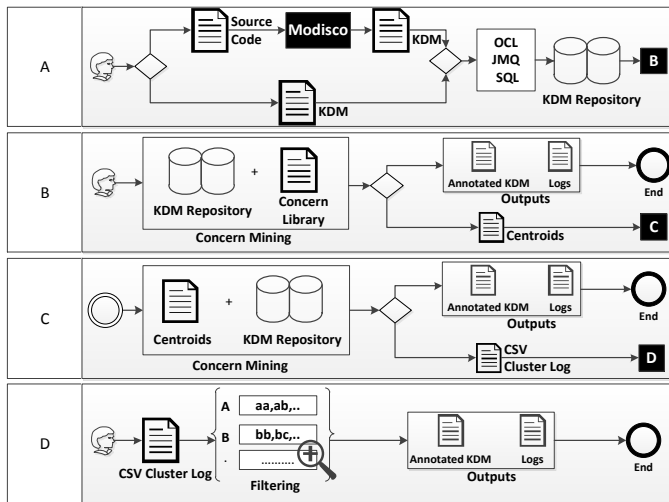 A
Source
Code
Modisco
KDM
KDM
OCL
JMQ
SQL
KDM Repository
B
B
KDM Repository
+
Concern
Library
Concern Mining
Annotated KDM
Logs
Outputs
End
Centroids
C
C
Centroids
+
KDM Repository
Concern Mining
Annotated KDM
Logs
Outputs
End
CSV
Cluster Log
D
D
CSV Cluster Log
A
aa,ab,..
B
bb,bc,..
.
..........
Filtering
Annotated KDM
Logs
Outputs
End